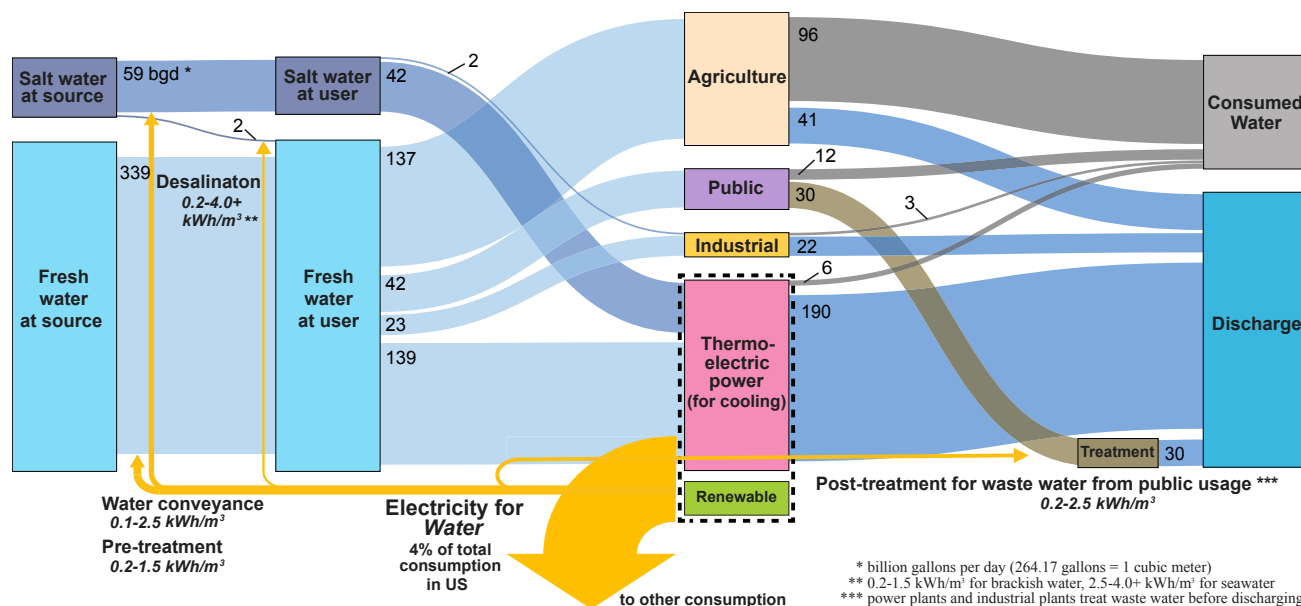 Salt water
at source
59 bgd *
2
Salt water
at user
42
2
Fresh
water
at source
339
Desalinaton
0.2-4.0+
kWh/m³ **
Fresh
water
at user
137
42
23
139
Agriculture
96
41
Public
12
30
Industrial
3
22
Thermo-
electric
power
(for cooling)
6
190
Renewable
Consumed
Water
Discharge
Treatment
30
Water conveyance
0.1-2.5 kWh/m³
Pre-treatment
0.2-1.5 kWh/m³
Electricity for
Water
4% of total
consumption
in US
to other consumption
Post-treatment for waste water from public usage ***
0.2-2.5 kWh/m³
* billion gallons per day (264.17 gallons = 1 cubic meter)
** 0.2-1.5 kWh/m³ for brackish water, 2.5-4.0+ kWh/m³ for seawater
*** power plants and industrial plants treat waste water before discharging